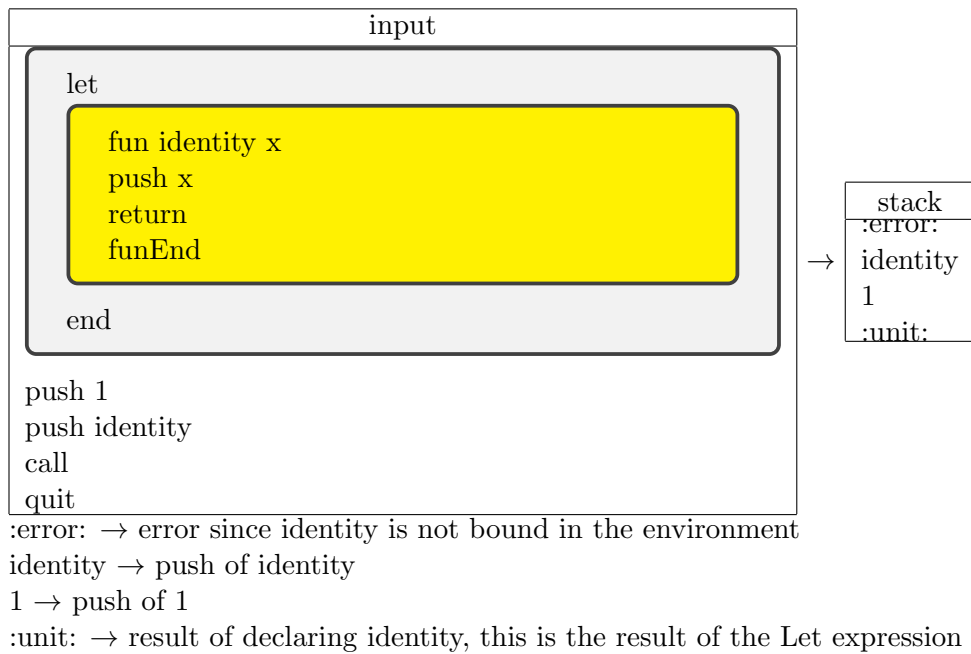 input
let
fun identity x
push x
return
funEnd
end
push 1
push identity
call
quit
→
stack
:error:
identity
1
:unit:
:error: → error since identity is not bound in the environment
identity → push of identity
1 → push of 1
:unit: → result of declaring identity, this is the result of the Let expression